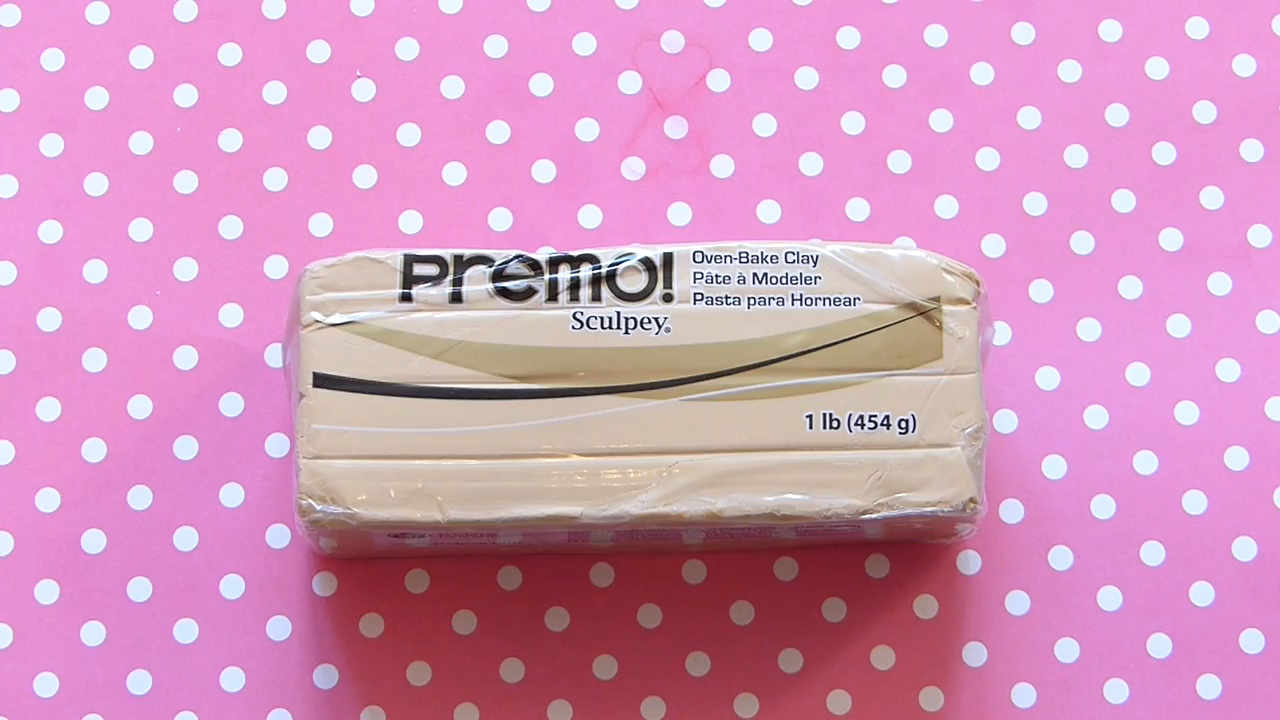 Premo!
Sculpey®
Oven-Bake Clay
Pâte à Modeler
Pasta para Hornear
1 lb (454 g)